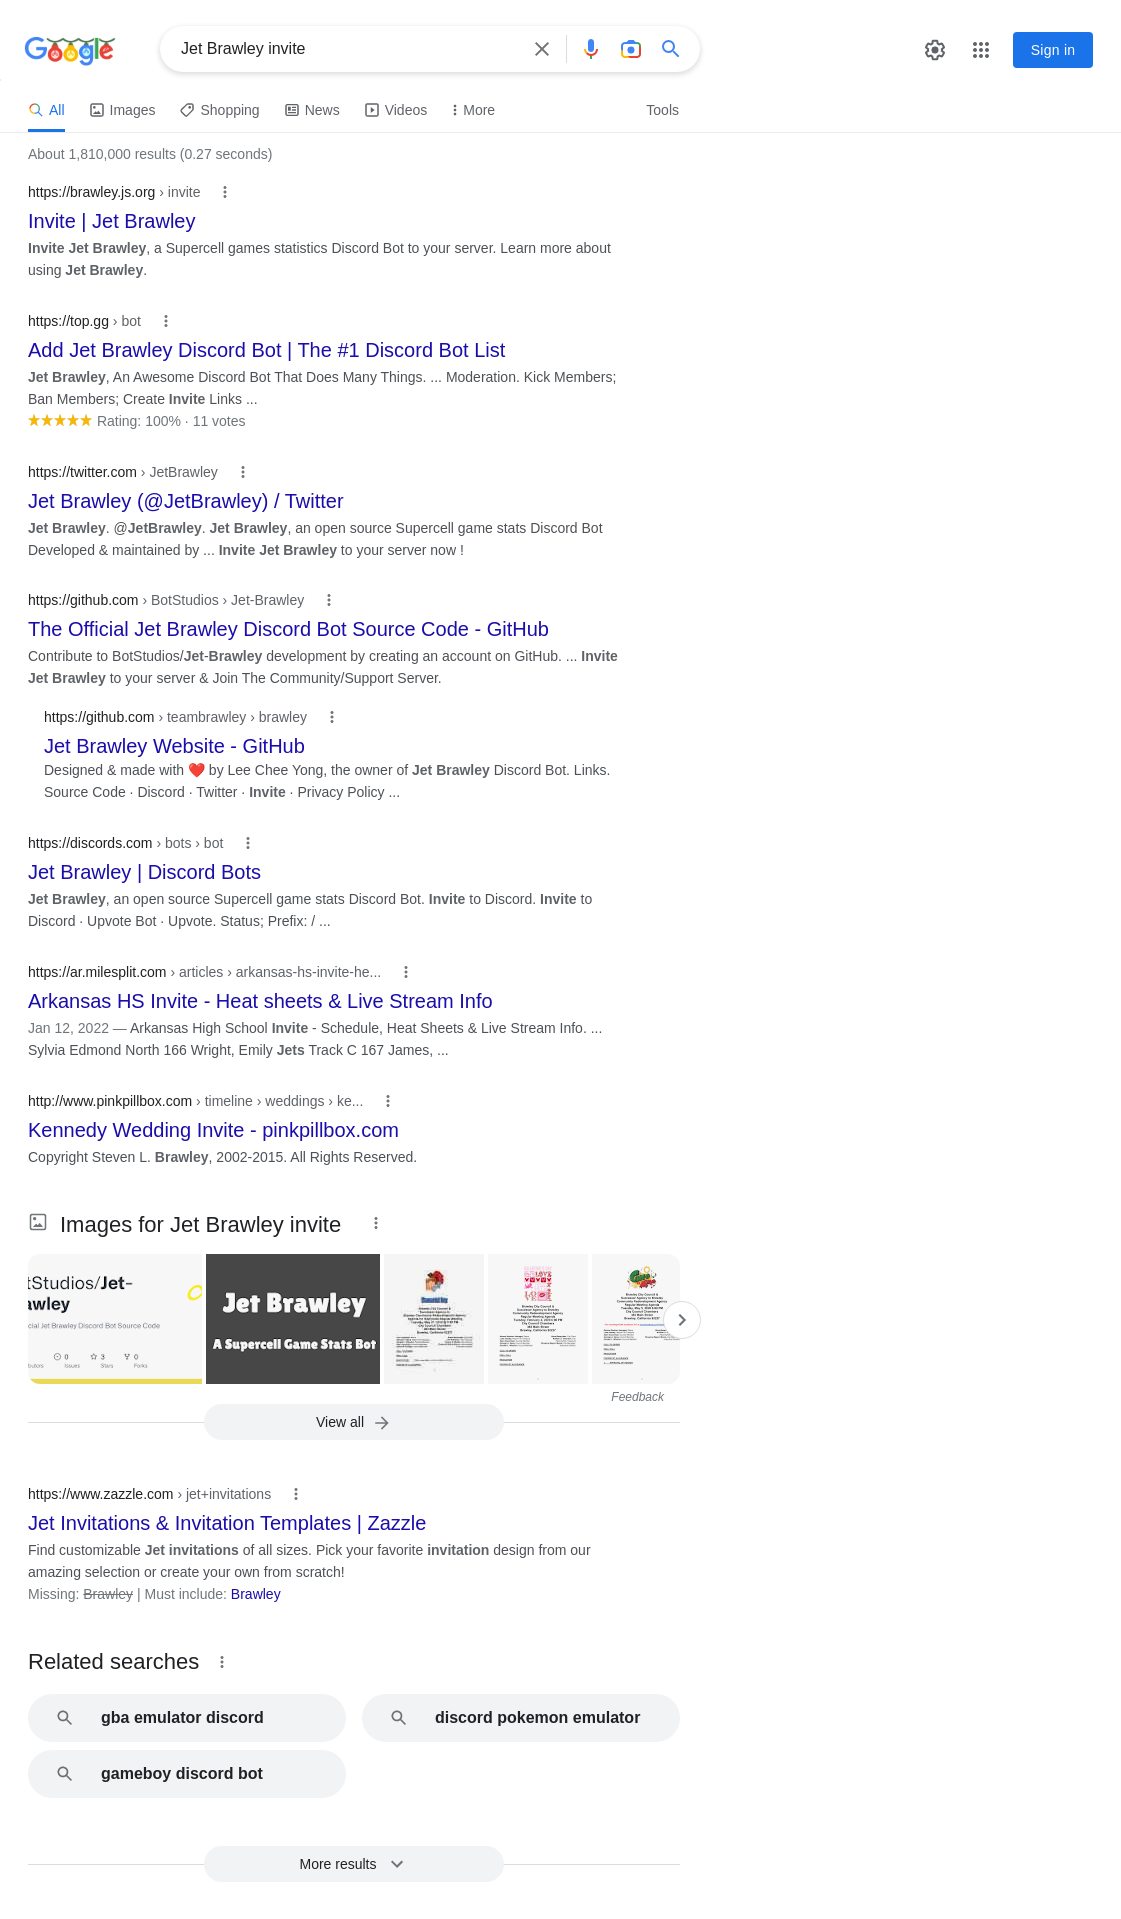 Google
Jet Brawley invite
Sign in
All Images Shopping News Videos More Tools
About 1,810,000 results (0.27 seconds)
https://brawley.js.org › invite
Invite | Jet Brawley
Invite Jet Brawley, a Supercell games statistics Discord Bot to your server. Learn more about
using Jet Brawley.
https://top.gg › bot
Add Jet Brawley Discord Bot | The #1 Discord Bot List
Jet Brawley, An Awesome Discord Bot That Does Many Things. ... Moderation. Kick Members;
Ban Members; Create Invite Links ...
Rating: 100% · 11 votes
https://twitter.com › JetBrawley
Jet Brawley (@JetBrawley) / Twitter
Jet Brawley. @JetBrawley. Jet Brawley, an open source Supercell game stats Discord Bot
Developed & maintained by ... Invite Jet Brawley to your server now !
https://github.com › BotStudios › Jet-Brawley
The Official Jet Brawley Discord Bot Source Code - GitHub
Contribute to BotStudios/Jet-Brawley development by creating an account on GitHub. ... Invite
Jet Brawley to your server & Join The Community/Support Server.
https://github.com › teambrawley › brawley
Jet Brawley Website - GitHub
Designed & made with ❤️ by Lee Chee Yong, the owner of Jet Brawley Discord Bot. Links.
Source Code · Discord · Twitter · Invite · Privacy Policy ...
https://discords.com › bots › bot
Jet Brawley | Discord Bots
Jet Brawley, an open source Supercell game stats Discord Bot. Invite to Discord. Invite to
Discord · Upvote Bot · Upvote. Status; Prefix: / ...
https://ar.milesplit.com › articles › arkansas-hs-invite-he...
Arkansas HS Invite - Heat sheets & Live Stream Info
Jan 12, 2022 — Arkansas High School Invite - Schedule, Heat Sheets & Live Stream Info. ...
Sylvia Edmond North 166 Wright, Emily Jets Track C 167 James, ...
http://www.pinkpillbox.com › timeline › weddings › ke...
Kennedy Wedding Invite - pinkpillbox.com
Copyright Steven L. Brawley, 2002-2015. All Rights Reserved.
Images for Jet Brawley invite
tStudios/Jet-
awley
cial Jet Brawley Discord Bot Source Code
0 3 0
butors Issues Stars Forks
Jet Brawley
A Supercell Game Stats Bot
Feedback
View all
https://www.zazzle.com › jet+invitations
Jet Invitations & Invitation Templates | Zazzle
Find customizable Jet invitations of all sizes. Pick your favorite invitation design from our
amazing selection or create your own from scratch!
Missing: Brawley | Must include: Brawley
Related searches
gba emulator discord
discord pokemon emulator
gameboy discord bot
More results